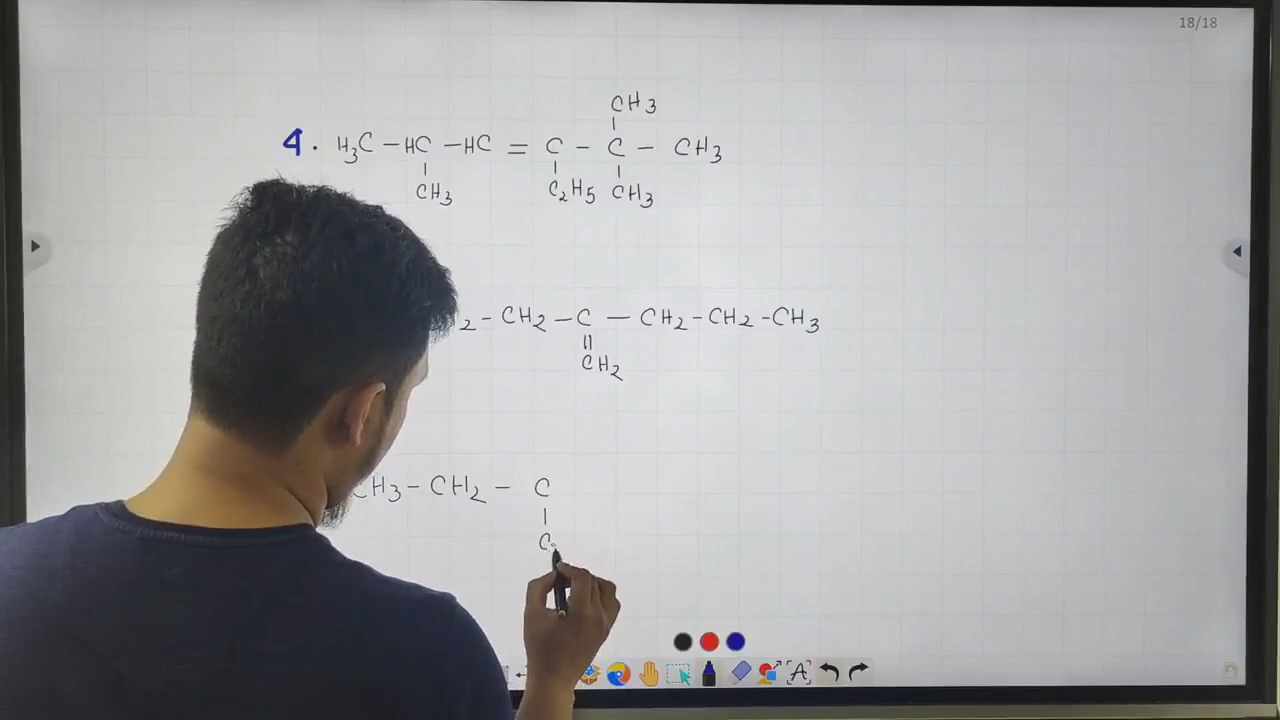 18/18
CH3
4. H3C - HC - HC = C - C - CH3
CH3 C2H5 CH3
2 - CH2 - C - CH2 - CH2 - CH3
CH2
CH3 - CH2 - C
C
A